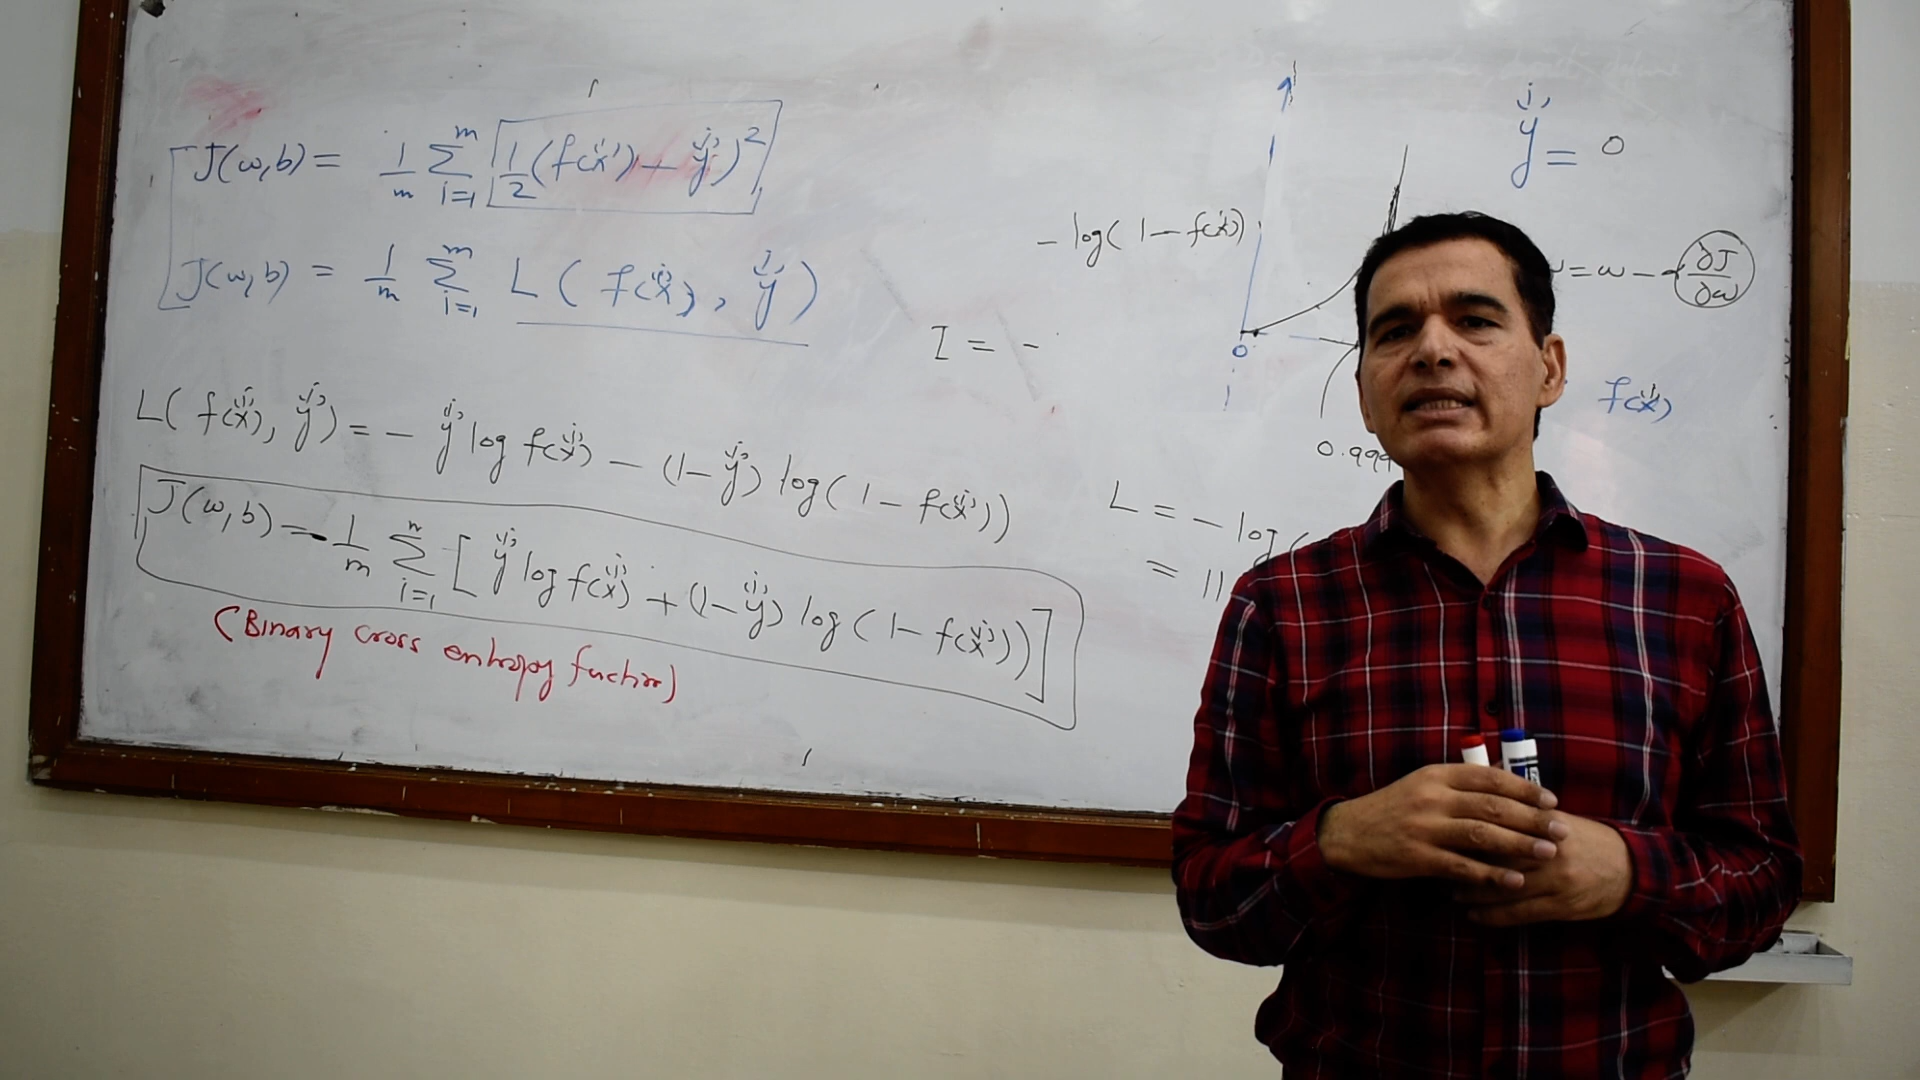 J(w,b) = 1/m Σ_{i=1}^{m} [1/2 (f(x^{(i)}) + y^{(i)})^2]
J(w,b) = 1/m Σ_{i=1}^{m} L(f(x^{(i)}), y^{(i)})
L(f(x^{(i)}), y^{(i)}) = - y^{(i)} log f(x^{(i)}) - (1-y^{(i)}) log(1-f(x^{(i)}))
J(w,b) = - 1/m Σ_{i=1}^{m} [y^{(i)} log f(x^{(i)}) + (1-y^{(i)}) log(1-f(x^{(i)}))]
(Binary cross entropy function)
I = -
y^{(i)} = 0
- log(1-f(x^{(i)}))
= w - α ∂J/∂w
0
f(x^{(i)})
0.999
L = - log(
= 11